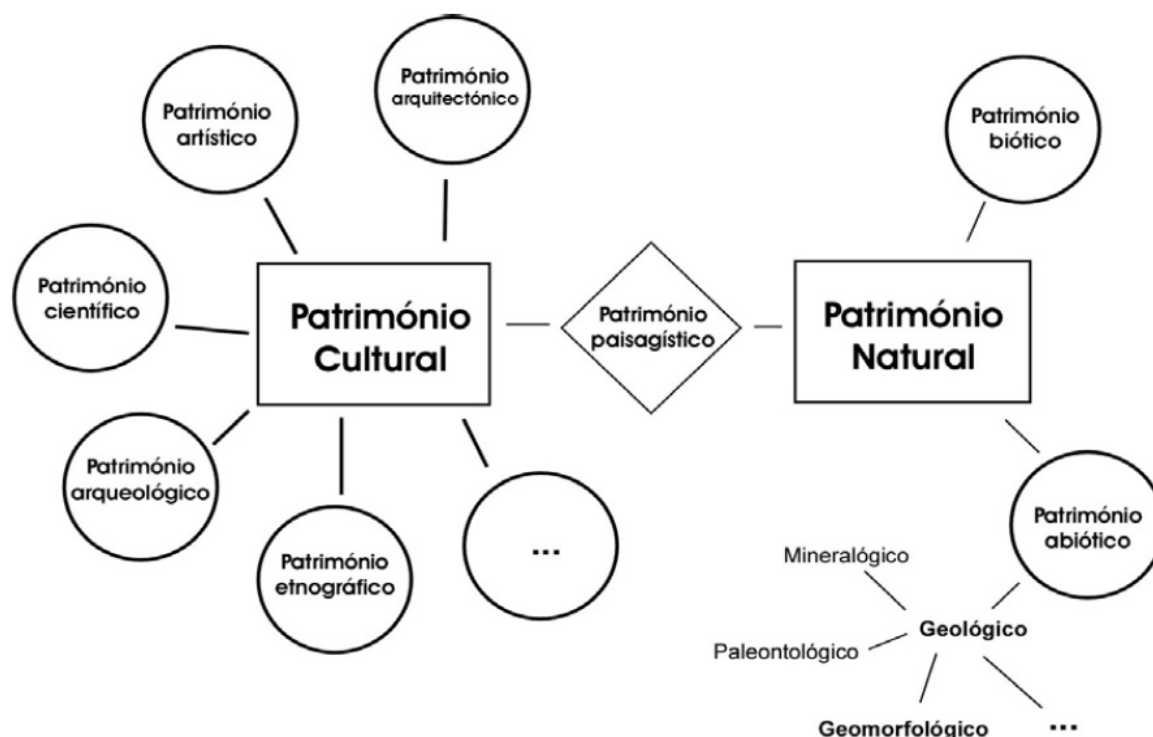 Património
arquitectónico
Património
artístico
Património
biótico
Património
científico
Património
Cultural
Património
paisagístico
Património
Natural
Património
arqueológico
Património
etnográfico
...
Património
abiótico
Mineralógico
Geológico
Paleontológico
Geomorfológico
...